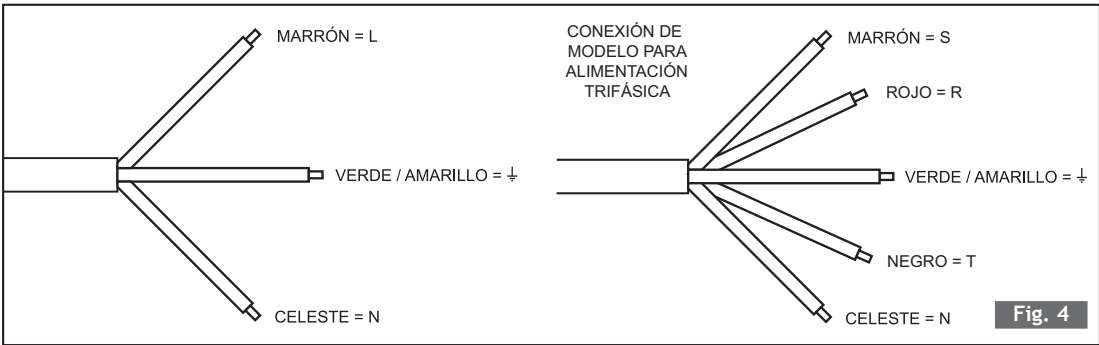 MARRÓN = L
VERDE / AMARILLO = ⏚
CELESTE = N
CONEXIÓN DE
MODELO PARA
ALIMENTACIÓN
TRIFÁSICA
MARRÓN = S
ROJO = R
VERDE / AMARILLO = ⏚
NEGRO = T
CELESTE = N
Fig. 4